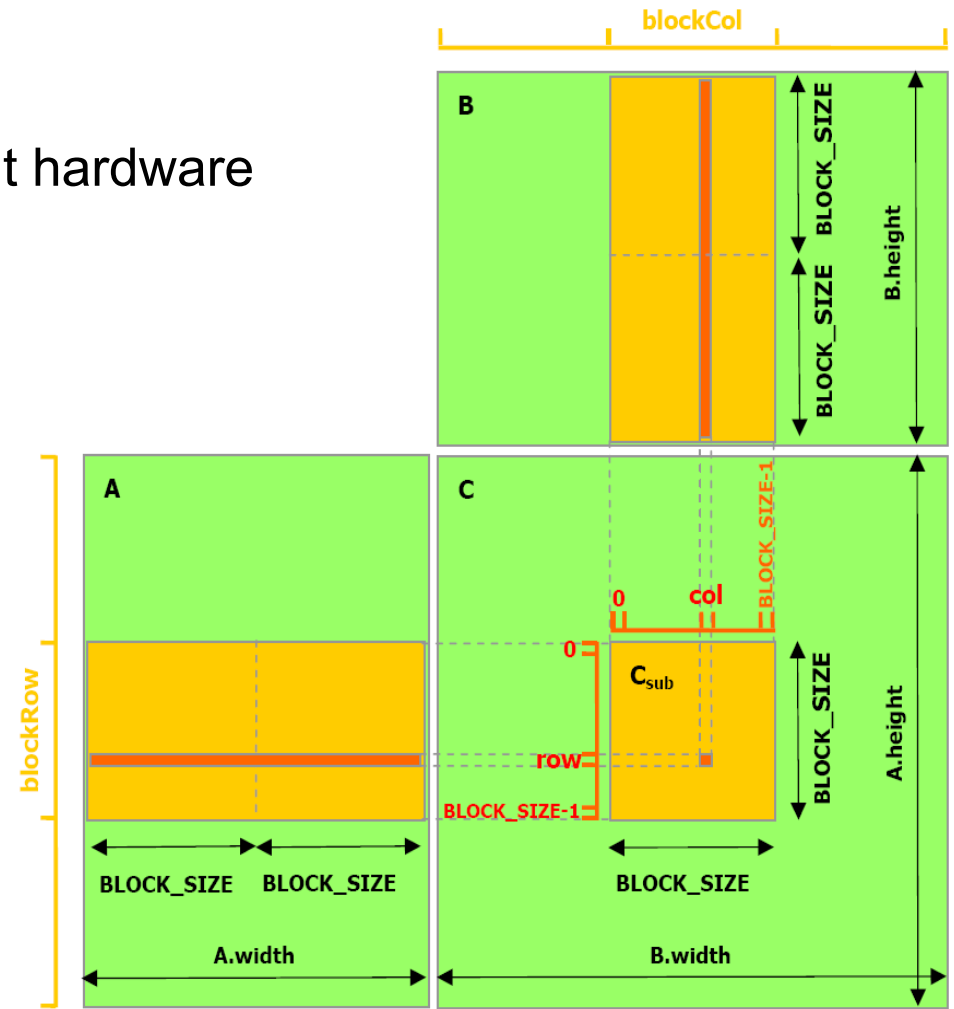 blockCol
t hardware
B
BLOCK_SIZE
BLOCK_SIZE
B.height
A
C
BLOCK_SIZE-1
0
col
blockRow
0
row
BLOCK_SIZE-1
Csub
BLOCK_SIZE
A.height
BLOCK_SIZE
BLOCK_SIZE
BLOCK_SIZE
A.width
B.width